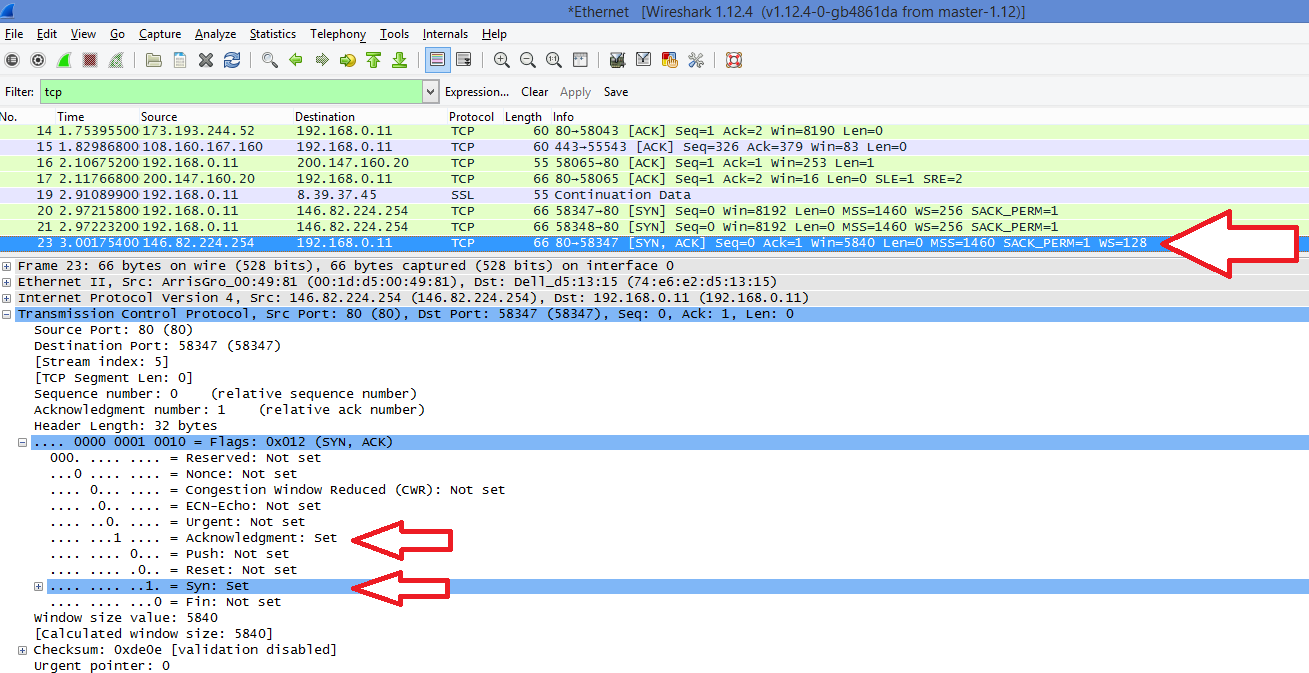 *Ethernet [Wireshark 1.12.4 (v1.12.4-0-gb4861da from master-1.12)]
File Edit View Go Capture Analyze Statistics Telephony Tools Internals Help
Filter: tcp Expression... Clear Apply Save
No. Time Source Destination Protocol Length Info
14 1.75395500 173.193.244.52 192.168.0.11 TCP 60 80→58043 [ACK] Seq=1 Ack=2 Win=8190 Len=0
15 1.82986800 108.160.167.160 192.168.0.11 TCP 60 443→55543 [ACK] Seq=326 Ack=379 Win=83 Len=0
16 2.10675200 192.168.0.11 200.147.160.20 TCP 55 58065→80 [ACK] Seq=1 Ack=1 Win=253 Len=1
17 2.11766800 200.147.160.20 192.168.0.11 TCP 66 80→58065 [ACK] Seq=1 Ack=2 Win=16 Len=0 SLE=1 SRE=2
19 2.91089900 192.168.0.11 8.39.37.45 SSL 55 Continuation Data
20 2.97215800 192.168.0.11 146.82.224.254 TCP 66 58347→80 [SYN] Seq=0 Win=8192 Len=0 MSS=1460 WS=256 SACK_PERM=1
21 2.97223200 192.168.0.11 146.82.224.254 TCP 66 58348→80 [SYN] Seq=0 Win=8192 Len=0 MSS=1460 WS=256 SACK_PERM=1
23 3.00175400 146.82.224.254 192.168.0.11 TCP 66 80→58347 [SYN, ACK] Seq=0 Ack=1 Win=5840 Len=0 MSS=1460 SACK_PERM=1 WS=128
Frame 23: 66 bytes on wire (528 bits), 66 bytes captured (528 bits) on interface 0
Ethernet II, Src: ArrisGro_00:49:81 (00:1d:d5:00:49:81), Dst: Dell_d5:13:15 (74:e6:e2:d5:13:15)
Internet Protocol Version 4, Src: 146.82.224.254 (146.82.224.254), Dst: 192.168.0.11 (192.168.0.11)
Transmission Control Protocol, Src Port: 80 (80), Dst Port: 58347 (58347), Seq: 0, Ack: 1, Len: 0
Source Port: 80 (80)
Destination Port: 58347 (58347)
[Stream index: 5]
[TCP Segment Len: 0]
Sequence number: 0 (relative sequence number)
Acknowledgment number: 1 (relative ack number)
Header Length: 32 bytes
.... 0000 0001 0010 = Flags: 0x012 (SYN, ACK)
000. .... .... = Reserved: Not set
...0 .... .... = Nonce: Not set
.... 0... .... = Congestion Window Reduced (CWR): Not set
.... .0.. .... = ECN-Echo: Not set
.... ..0. .... = Urgent: Not set
.... ...1 .... = Acknowledgment: Set
.... .... 0... = Push: Not set
.... .... .0.. = Reset: Not set
.... .... ..1. = Syn: Set
.... .... ...0 = Fin: Not set
Window size value: 5840
[Calculated window size: 5840]
Checksum: 0xde0e [validation disabled]
Urgent pointer: 0